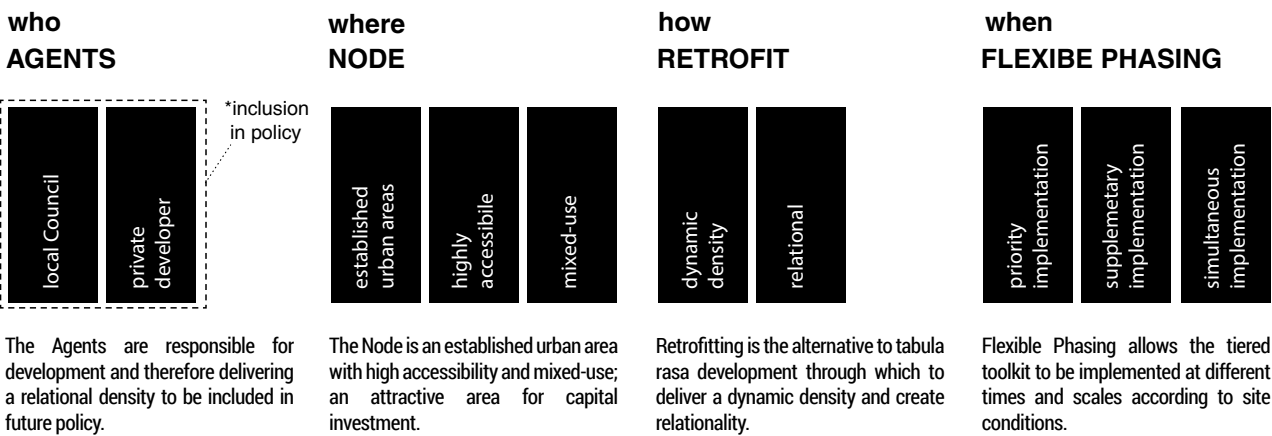 who
AGENTS
*inclusion
in policy
local Council
private
developer
The Agents are responsible for
development and therefore delivering
a relational density to be included in
future policy.
where
NODE
established
urban areas
highly
accessibile
mixed-use
The Node is an established urban area
with high accessibility and mixed-use;
an attractive area for capital
investment.
how
RETROFIT
dynamic
density
relational
Retrofitting is the alternative to tabula
rasa development through which to
deliver a dynamic density and create
relationality.
when
FLEXIBE PHASING
priority
implementation
supplemetary
implementation
simultaneous
implementation
Flexible Phasing allows the tiered
toolkit to be implemented at different
times and scales according to site
conditions.